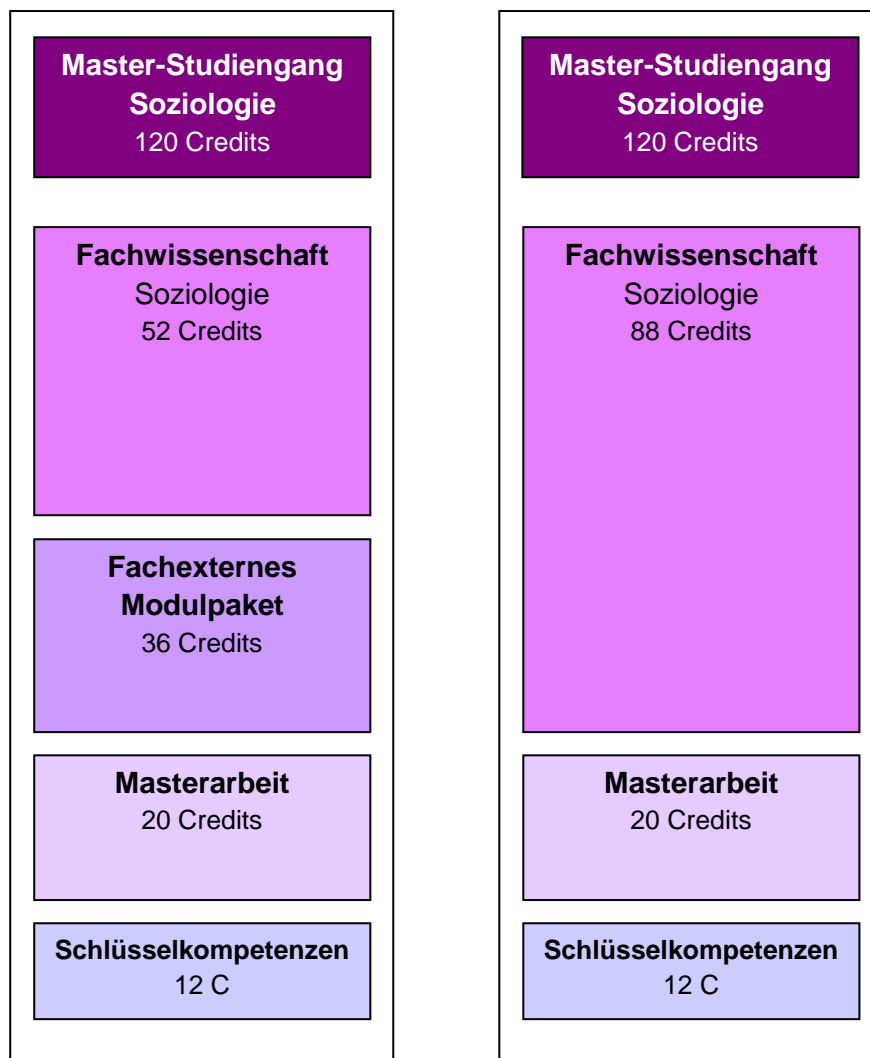 Master-Studiengang
Soziologie
120 Credits
Fachwissenschaft
Soziologie
52 Credits
Fachexternes
Modulpaket
36 Credits
Masterarbeit
20 Credits
Schlüsselkompetenzen
12 C
Master-Studiengang
Soziologie
120 Credits
Fachwissenschaft
Soziologie
88 Credits
Masterarbeit
20 Credits
Schlüsselkompetenzen
12 C